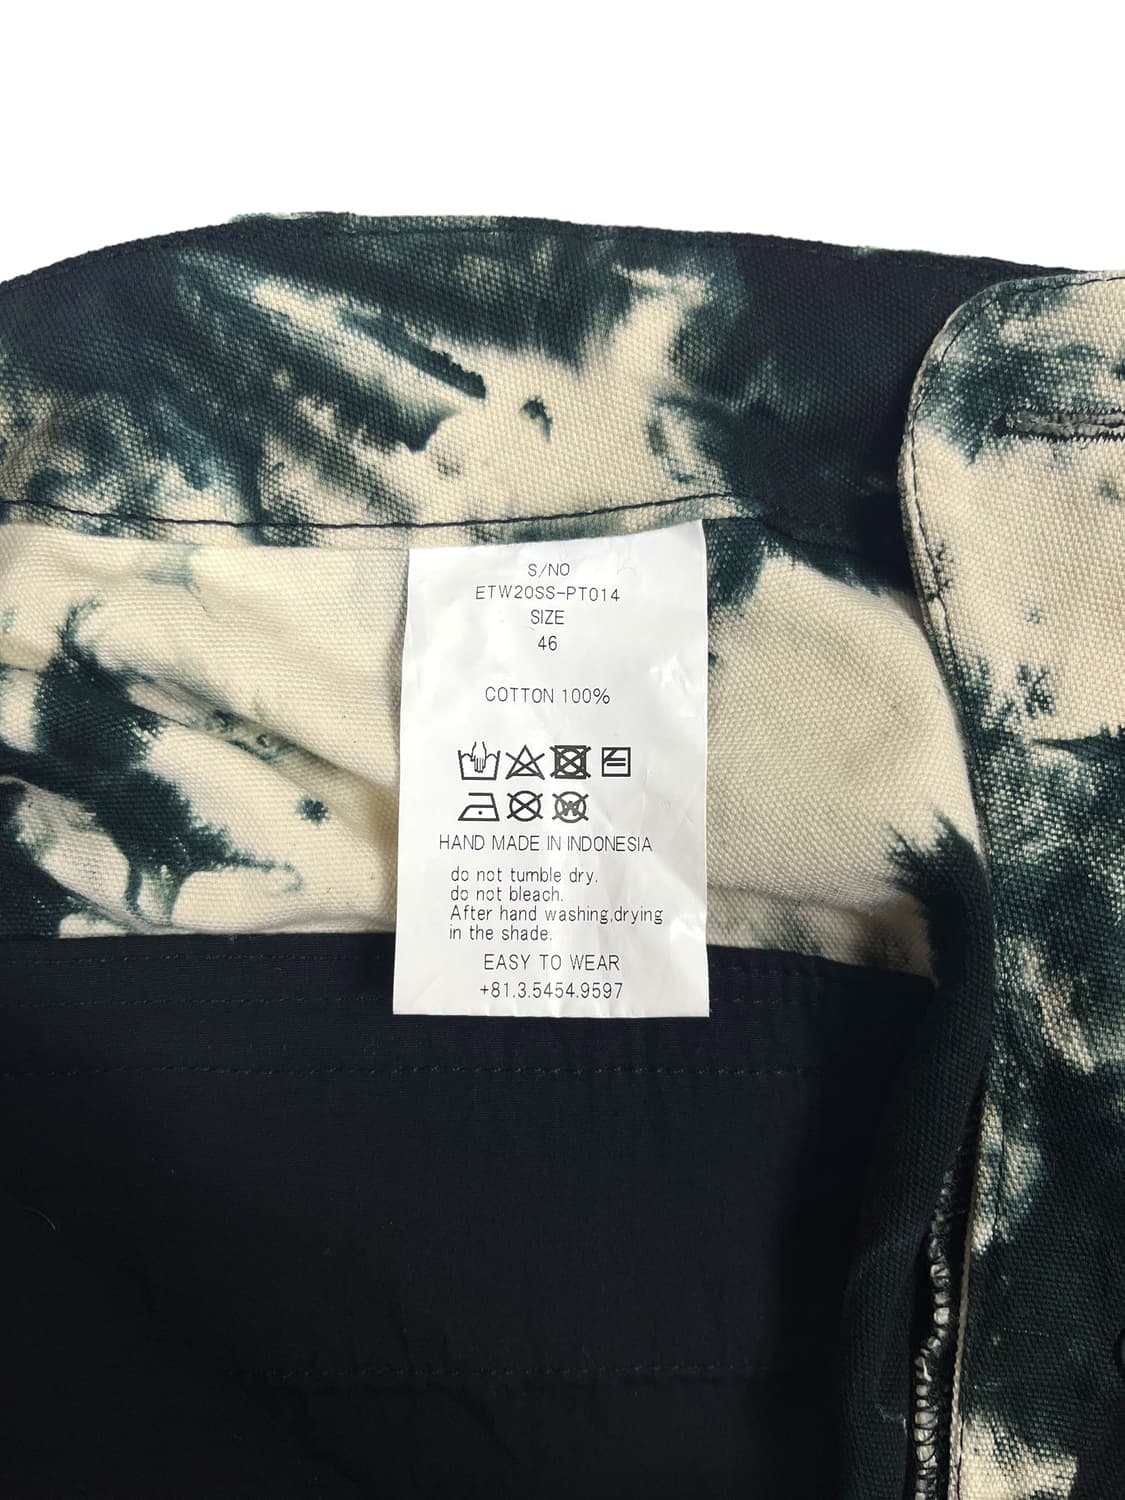 S/NO
ETW20SS-PT014
SIZE
46
COTTON 100%
HAND MADE IN INDONESIA
do not tumble dry.
do not bleach.
After hand washing,drying
in the shade.
EASY TO WEAR
+81.3.5454.9597